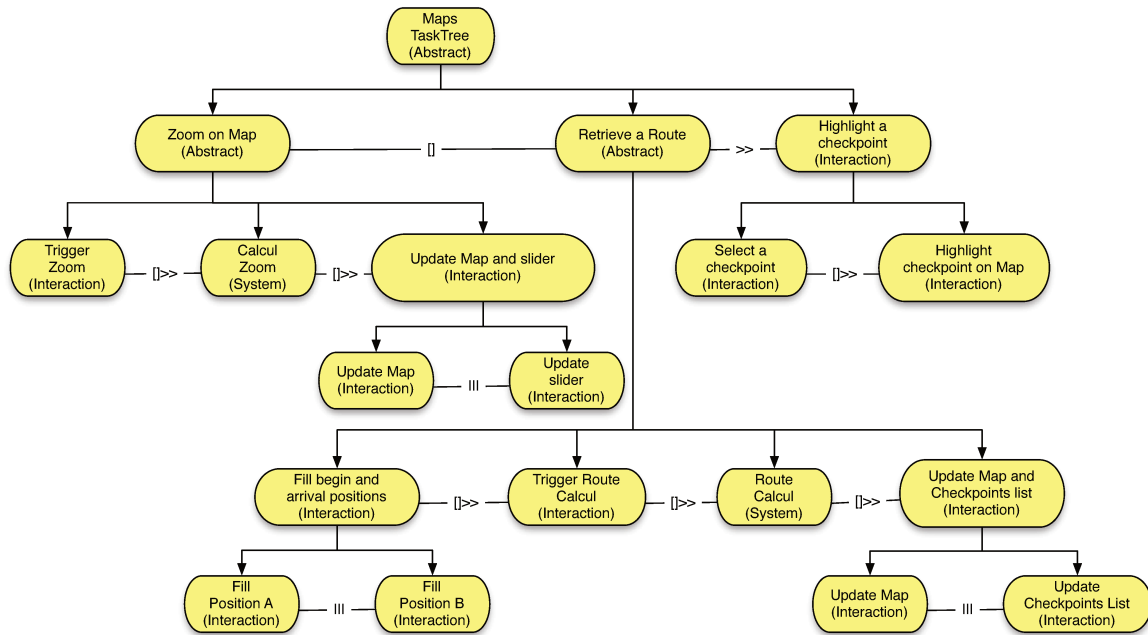 Maps
TaskTree
(Abstract)
Zoom on Map
(Abstract)
[]
Retrieve a Route
(Abstract)
>>
Highlight a
checkpoint
(Interaction)
Trigger
Zoom
(Interaction)
[]>>
Calcul
Zoom
(System)
[]>>
Update Map and slider
(Interaction)
Select a
checkpoint
(Interaction)
[]>>
Highlight
checkpoint on Map
(Interaction)
Update Map
(Interaction)
III
Update
slider
(Interaction)
Fill begin and
arrival positions
(Interaction)
[]>>
Trigger Route
Calcul
(Interaction)
[]>>
Route
Calcul
(System)
[]>>
Update Map and
Checkpoints list
(Interaction)
Fill
Position A
(Interaction)
III
Fill
Position B
(Interaction)
Update Map
(Interaction)
III
Update
Checkpoints List
(Interaction)